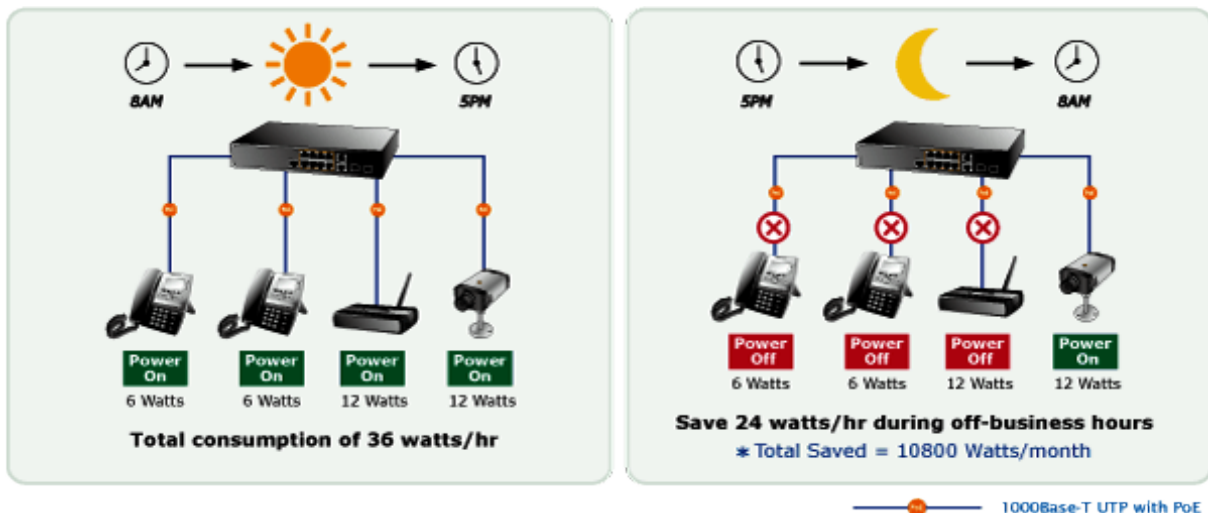 8AM
5PM
Power On
6 Watts
Power On
6 Watts
Power On
12 Watts
Power On
12 Watts
Total consumption of 36 watts/hr
5PM
8AM
Power Off
6 Watts
Power Off
6 Watts
Power Off
12 Watts
Power On
12 Watts
Save 24 watts/hr during off-business hours
* Total Saved = 10800 Watts/month
1000Base-T UTP with PoE